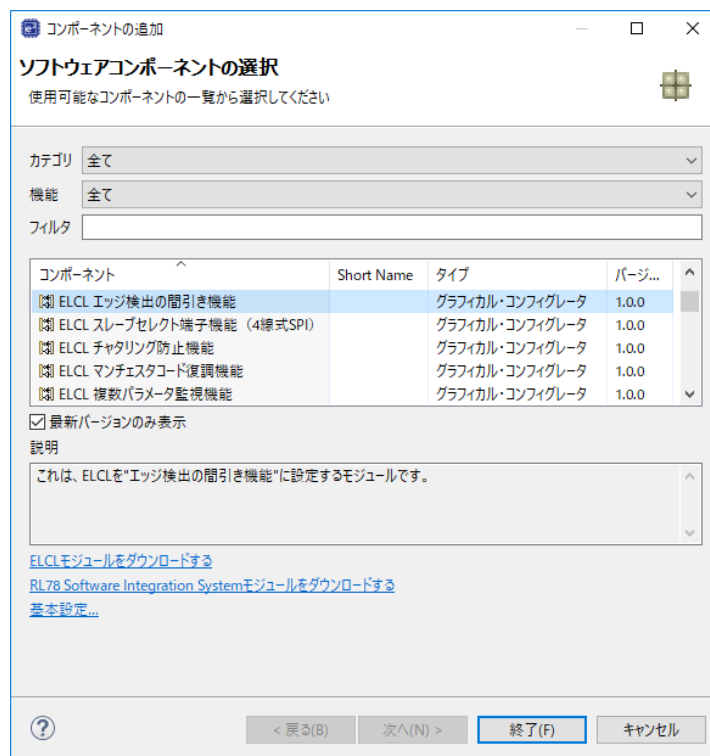 コンポーネントの追加
ソフトウェアコンポーネントの選択
使用可能なコンポーネントの一覧から選択してください
カテゴリ 全て
機能 全て
フィルタ
コンポーネント Short Name タイプ バージ...
ELCL エッジ検出の間引き機能 グラフィカル・コンフィグレータ 1.0.0
ELCL スレーブセレクト端子機能（4線式SPI） グラフィカル・コンフィグレータ 1.0.0
ELCL チャタリング防止機能 グラフィカル・コンフィグレータ 1.0.0
ELCL マンチェスタコード復調機能 グラフィカル・コンフィグレータ 1.0.0
ELCL 複数パラメータ監視機能 グラフィカル・コンフィグレータ 1.0.0
最新バージョンのみ表示
説明
これは、ELCLを"エッジ検出の間引き機能"に設定するモジュールです。
ELCLモジュールをダウンロードする
RL78 Software Integration Systemモジュールをダウンロードする
基本設定...
? < 戻る(B) 次へ(N) > 終了(F) キャンセル